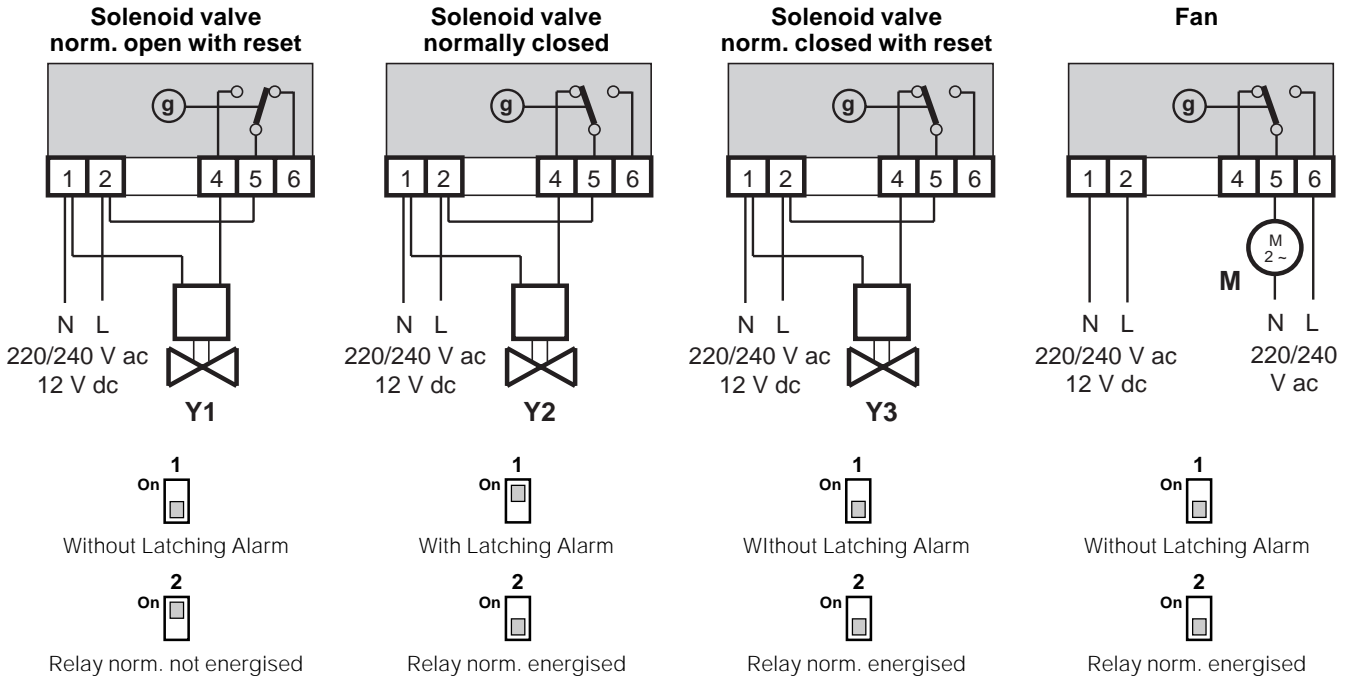 Solenoid valve
norm. open with reset
g
1 2 4 5 6
N L
220/240 V ac
12 V dc
Y1
1
On
Without Latching Alarm
2
On
Relay norm. not energised
Solenoid valve
normally closed
g
1 2 4 5 6
N L
220/240 V ac
12 V dc
Y2
1
On
With Latching Alarm
2
On
Relay norm. energised
Solenoid valve
norm. closed with reset
g
1 2 4 5 6
N L
220/240 V ac
12 V dc
Y3
1
On
WIthout Latching Alarm
2
On
Relay norm. energised
Fan
g
1 2 4 5 6
M
2 ~
M
N L
220/240 V ac
12 V dc
N L
220/240
V ac
1
On
Without Latching Alarm
2
On
Relay norm. energised